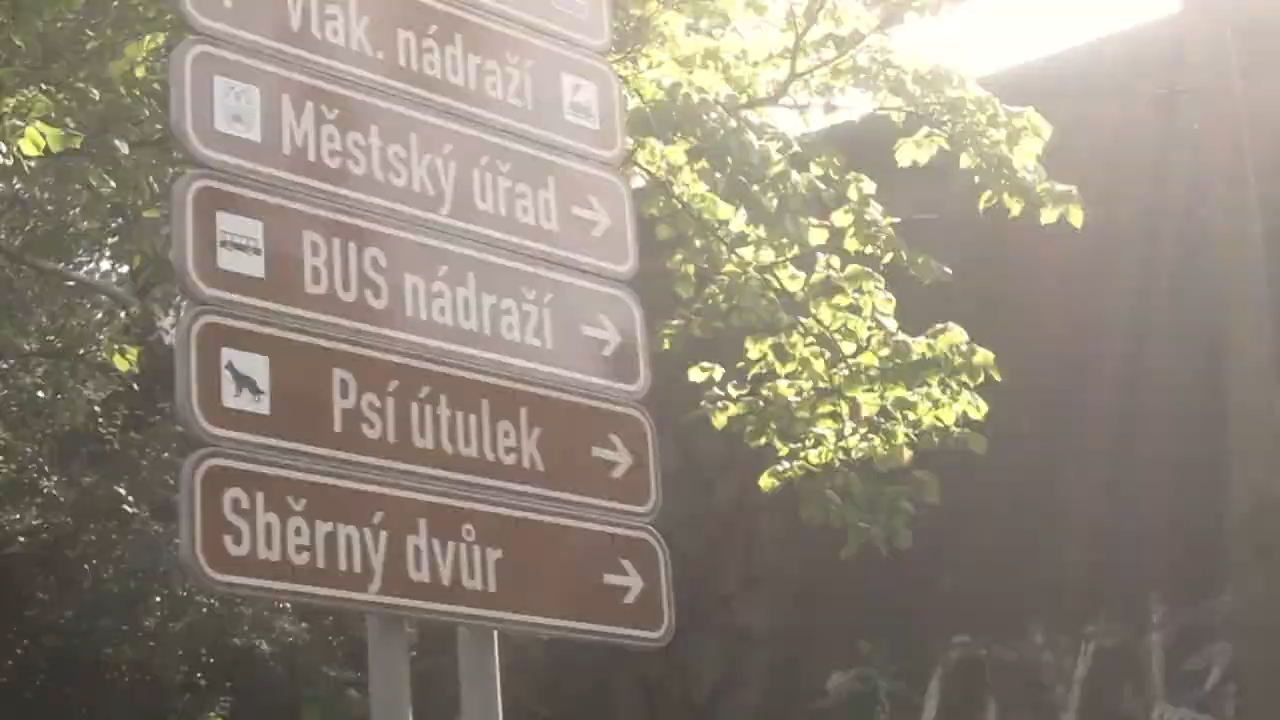 Vlak. nádraží
Městský úřad
BUS nádraží
Psí útulek
Sběrný dvůr